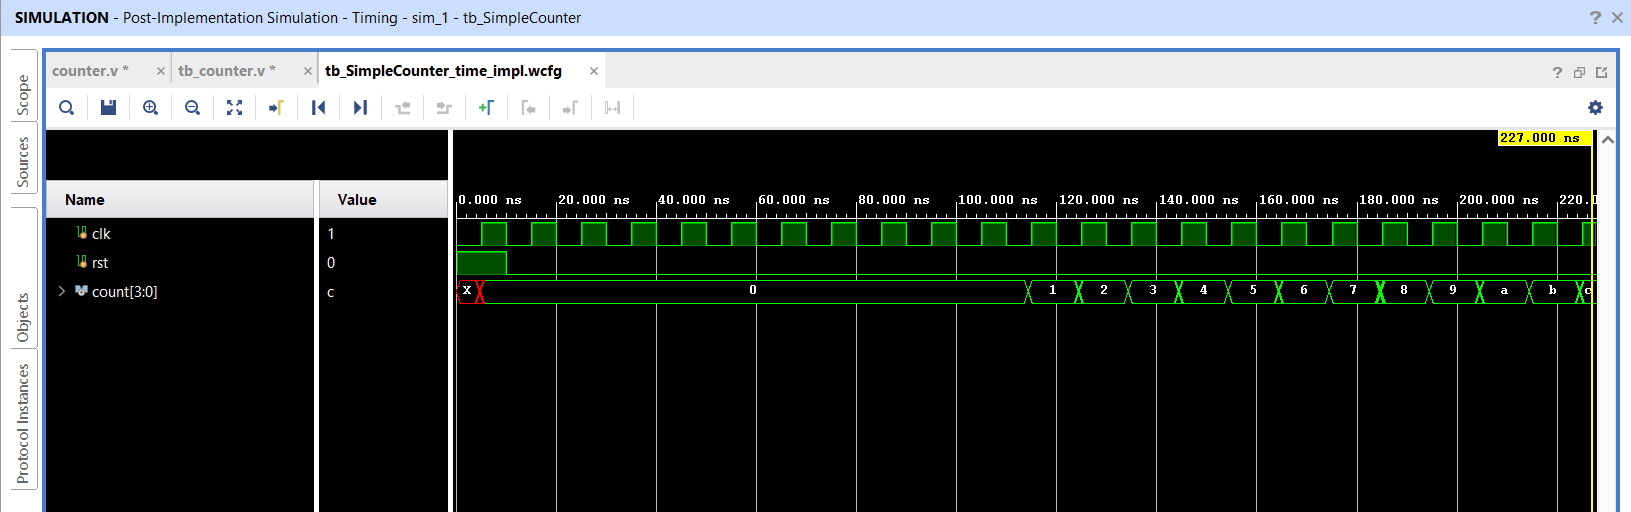 SIMULATION - Post-Implementation Simulation - Timing - sim_1 - tb_SimpleCounter
counter.v *
tb_counter.v *
tb_SimpleCounter_time_impl.wcfg
Scope
Sources
Objects
Protocol Instances
227.000 ns
Name Value
0.000 ns 20.000 ns 40.000 ns 60.000 ns 80.000 ns 100.000 ns 120.000 ns 140.000 ns 160.000 ns 180.000 ns 200.000 ns 220.
clk 1
rst 0
count[3:0] c
X 0 1 2 3 4 5 6 7 8 9 a b c